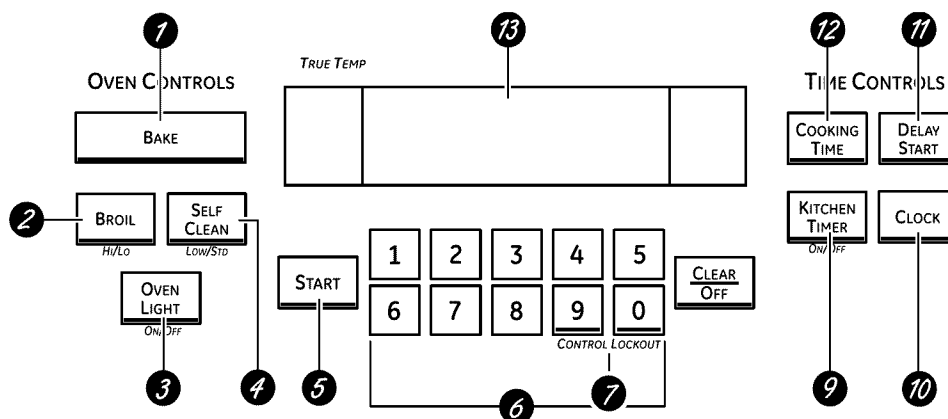 1
13
12
11
TRUE TEMP
OVEN CONTROLS
TIME CONTROLS
BAKE
COOKING
TIME
DELAY
START
2
BROIL
HI/LO
SELF
CLEAN
LOW/STD
KITCHEN
TIMER
ON/OFF
CLOCK
1 2 3 4 5
START
CLEAR
OFF
OVEN
LIGHT
ON/OFF
6 7 8 9 0
CONTROL LOCKOUT
3
4
5
6
7
9
10